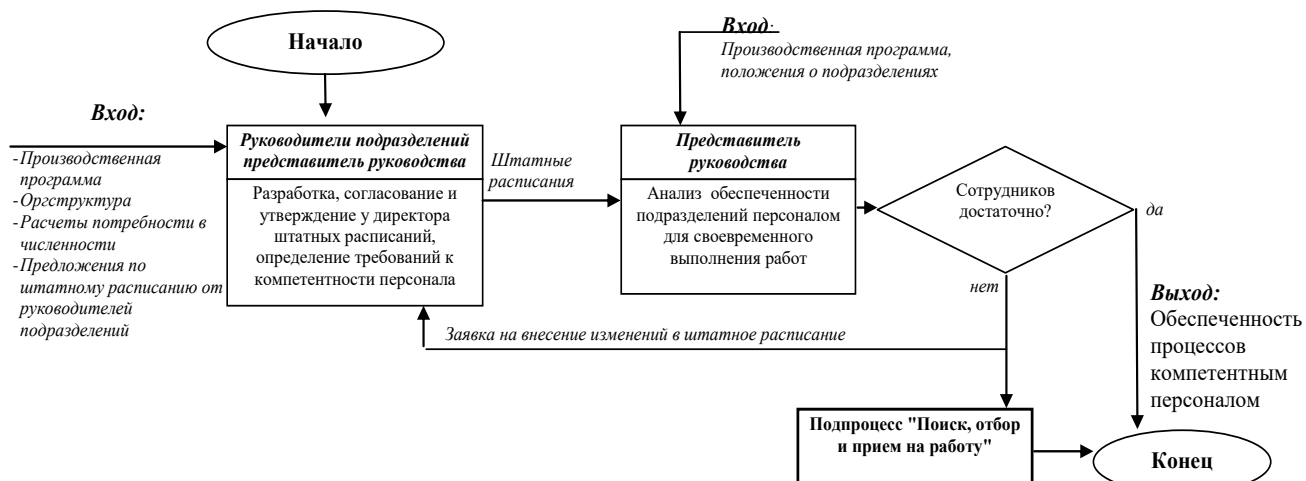 Начало
Вход:
Производственная программа,
положения о подразделениях
Вход:
-Производственная
программа
-Оргструктура
-Расчеты потребности в
численности
-Предложения по
штатному расписанию от
руководителей
подразделений
Руководители подразделений
представитель руководства
Разработка, согласование и
утверждение у директора
штатных расписаний,
определение требований к
компетентности персонала
Штатные
расписания
Представитель
руководства
Анализ обеспеченности
подразделений персоналом
для своевременного
выполнения работ
Сотрудников
достаточно?
да
нет
Заявка на внесение изменений в штатное расписание
Выход:
Обеспеченность
процессов
компетентным
персоналом
Подпроцесс "Поиск, отбор
и прием на работу"
Конец